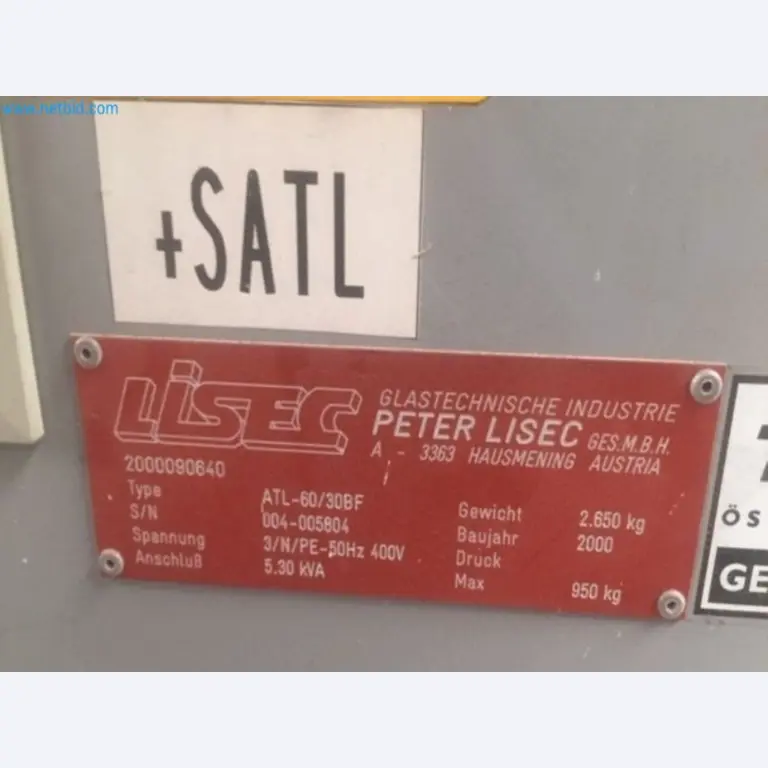 www.netbid.com
+SATL
LiSEC
GLASTECHNISCHE INDUSTRIE
PETER LISEC GES.M.B.H.
A - 3363 HAUSMENING AUSTRIA
2000090640
Type ATL-60/30BF
S/N 004-005804
Spannung 3/N/PE-50Hz 400V
Anschluß 5.30 kVA
Gewicht 2.650 kg
Baujahr 2000
Druck
Max 950 kg
ÖS
GE